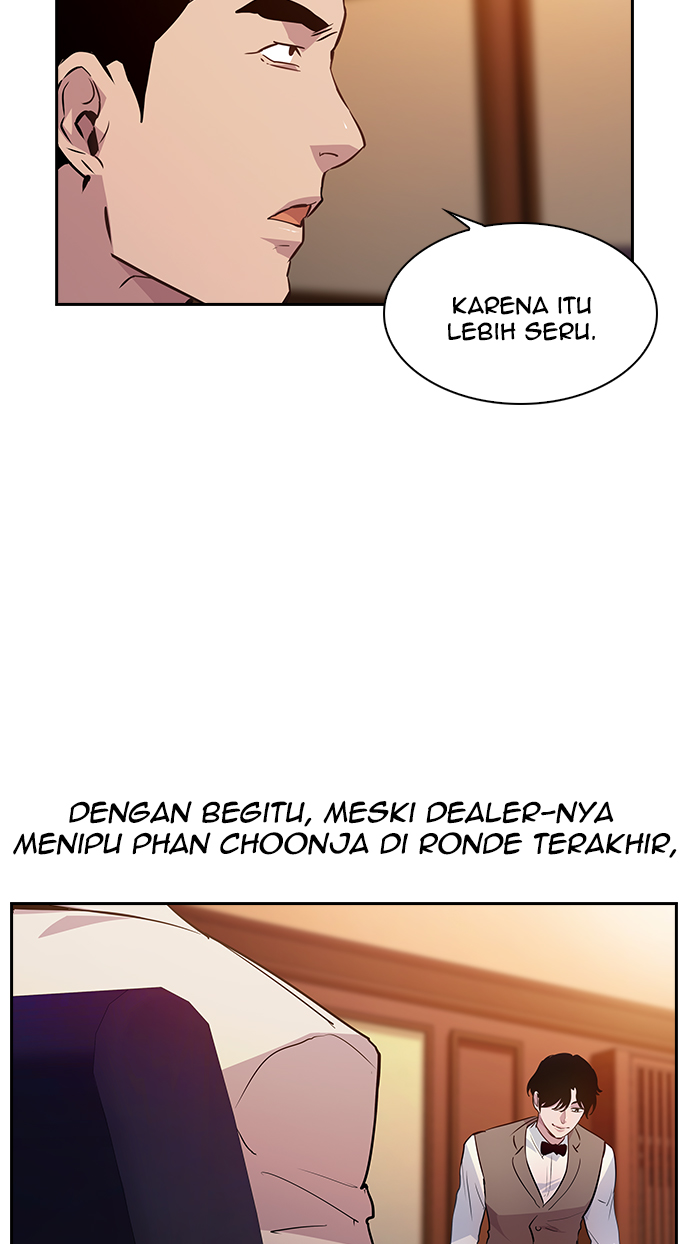 KARENA ITU
LEBIH SERU.
DENGAN BEGITU, MESKI DEALER-NYA
MENIPU PHAN CHOONJA DI RONDE TERAKHIR,